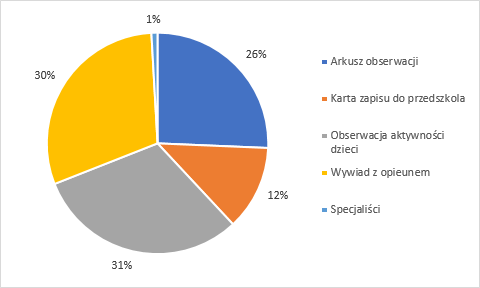 1%
26%
30%
12%
31%
Arkusz obserwacji
Karta zapisu do przedszkola
Obserwacja aktywności
dzieci
Wywiad z opieunem
Specjaliści